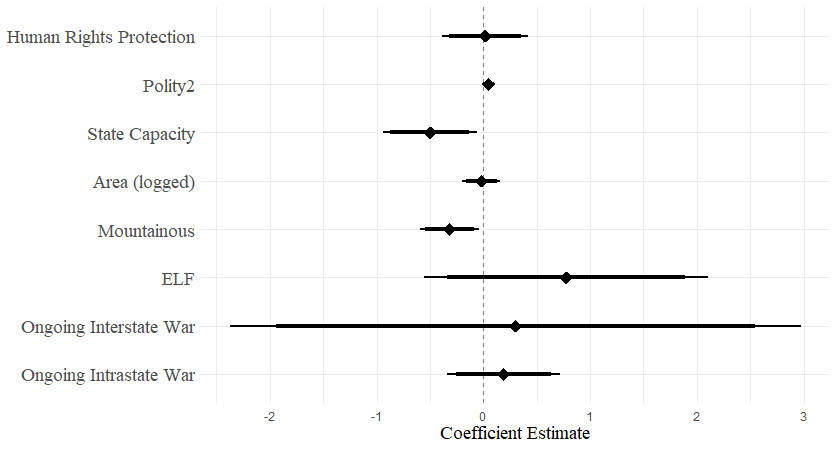 Human Rights Protection
Polity2
State Capacity
Area (logged)
Mountainous
ELF
Ongoing Interstate War
Ongoing Intrastate War
-2 -1 0 1 2 3
Coefficient Estimate